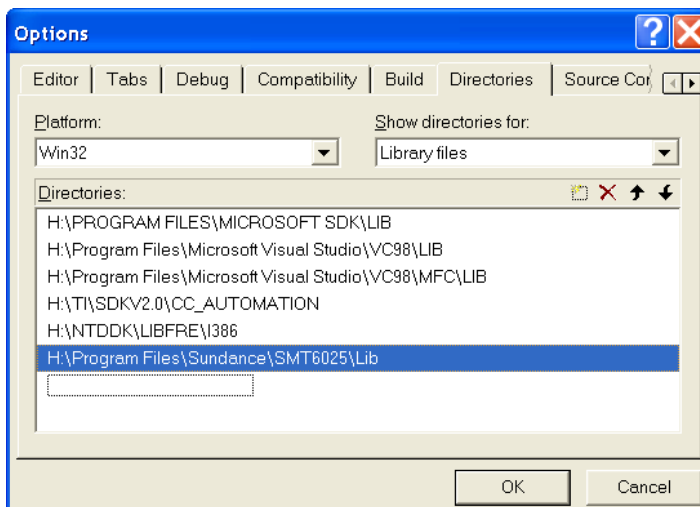 Options
Editor Tabs Debug Compatibility Build Directories Source Cor
Platform: Show directories for:
Win32 Library files
Directories:
H:\PROGRAM FILES\MICROSOFT SDK\LIB
H:\Program Files\Microsoft Visual Studio\VC98\LIB
H:\Program Files\Microsoft Visual Studio\VC98\MFC\LIB
H:\TI\SDKV2.0\CC_AUTOMATION
H:\NTDDK\LIBFRE\I386
H:\Program Files\Sundance\SMT6025\Lib
OK Cancel